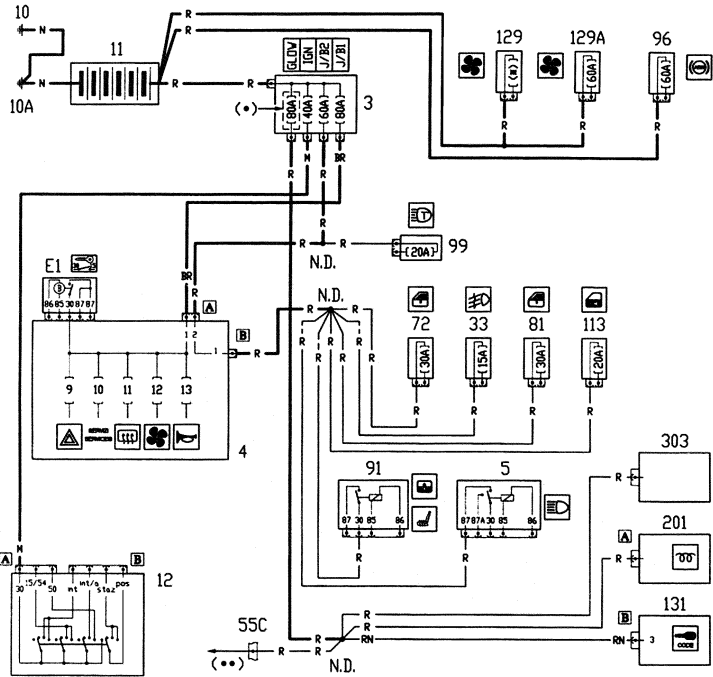 10
N
10A
N
11
R
R
R
R
R
GLOW
IGN
J/B2
J/B1
80A
40A
60A
80A
3
(•)
129
(¤)
R
129A
60A
R
96
60A
R
R
M
R
BR
R
R
20A
99
N.D.
E1
86 85 30 87 87
BR
R
A
1 2
B
1
R
9
10
11
12
13
SERVIZI
SERVICES
4
N.D.
R
R
R
R
R
R
R
R
72
30A
R
33
15A
R
81
30A
R
113
20A
R
91
87 30 85 86
R
5
87 87A 30 85 86
R
M
A
B
30
15/54
50
mt
int/a
staz
pos
12
55C
(••)
R
R
R
R
R
RN
N.D.
303
R
201
A
R
131
B
RN
3
CODE